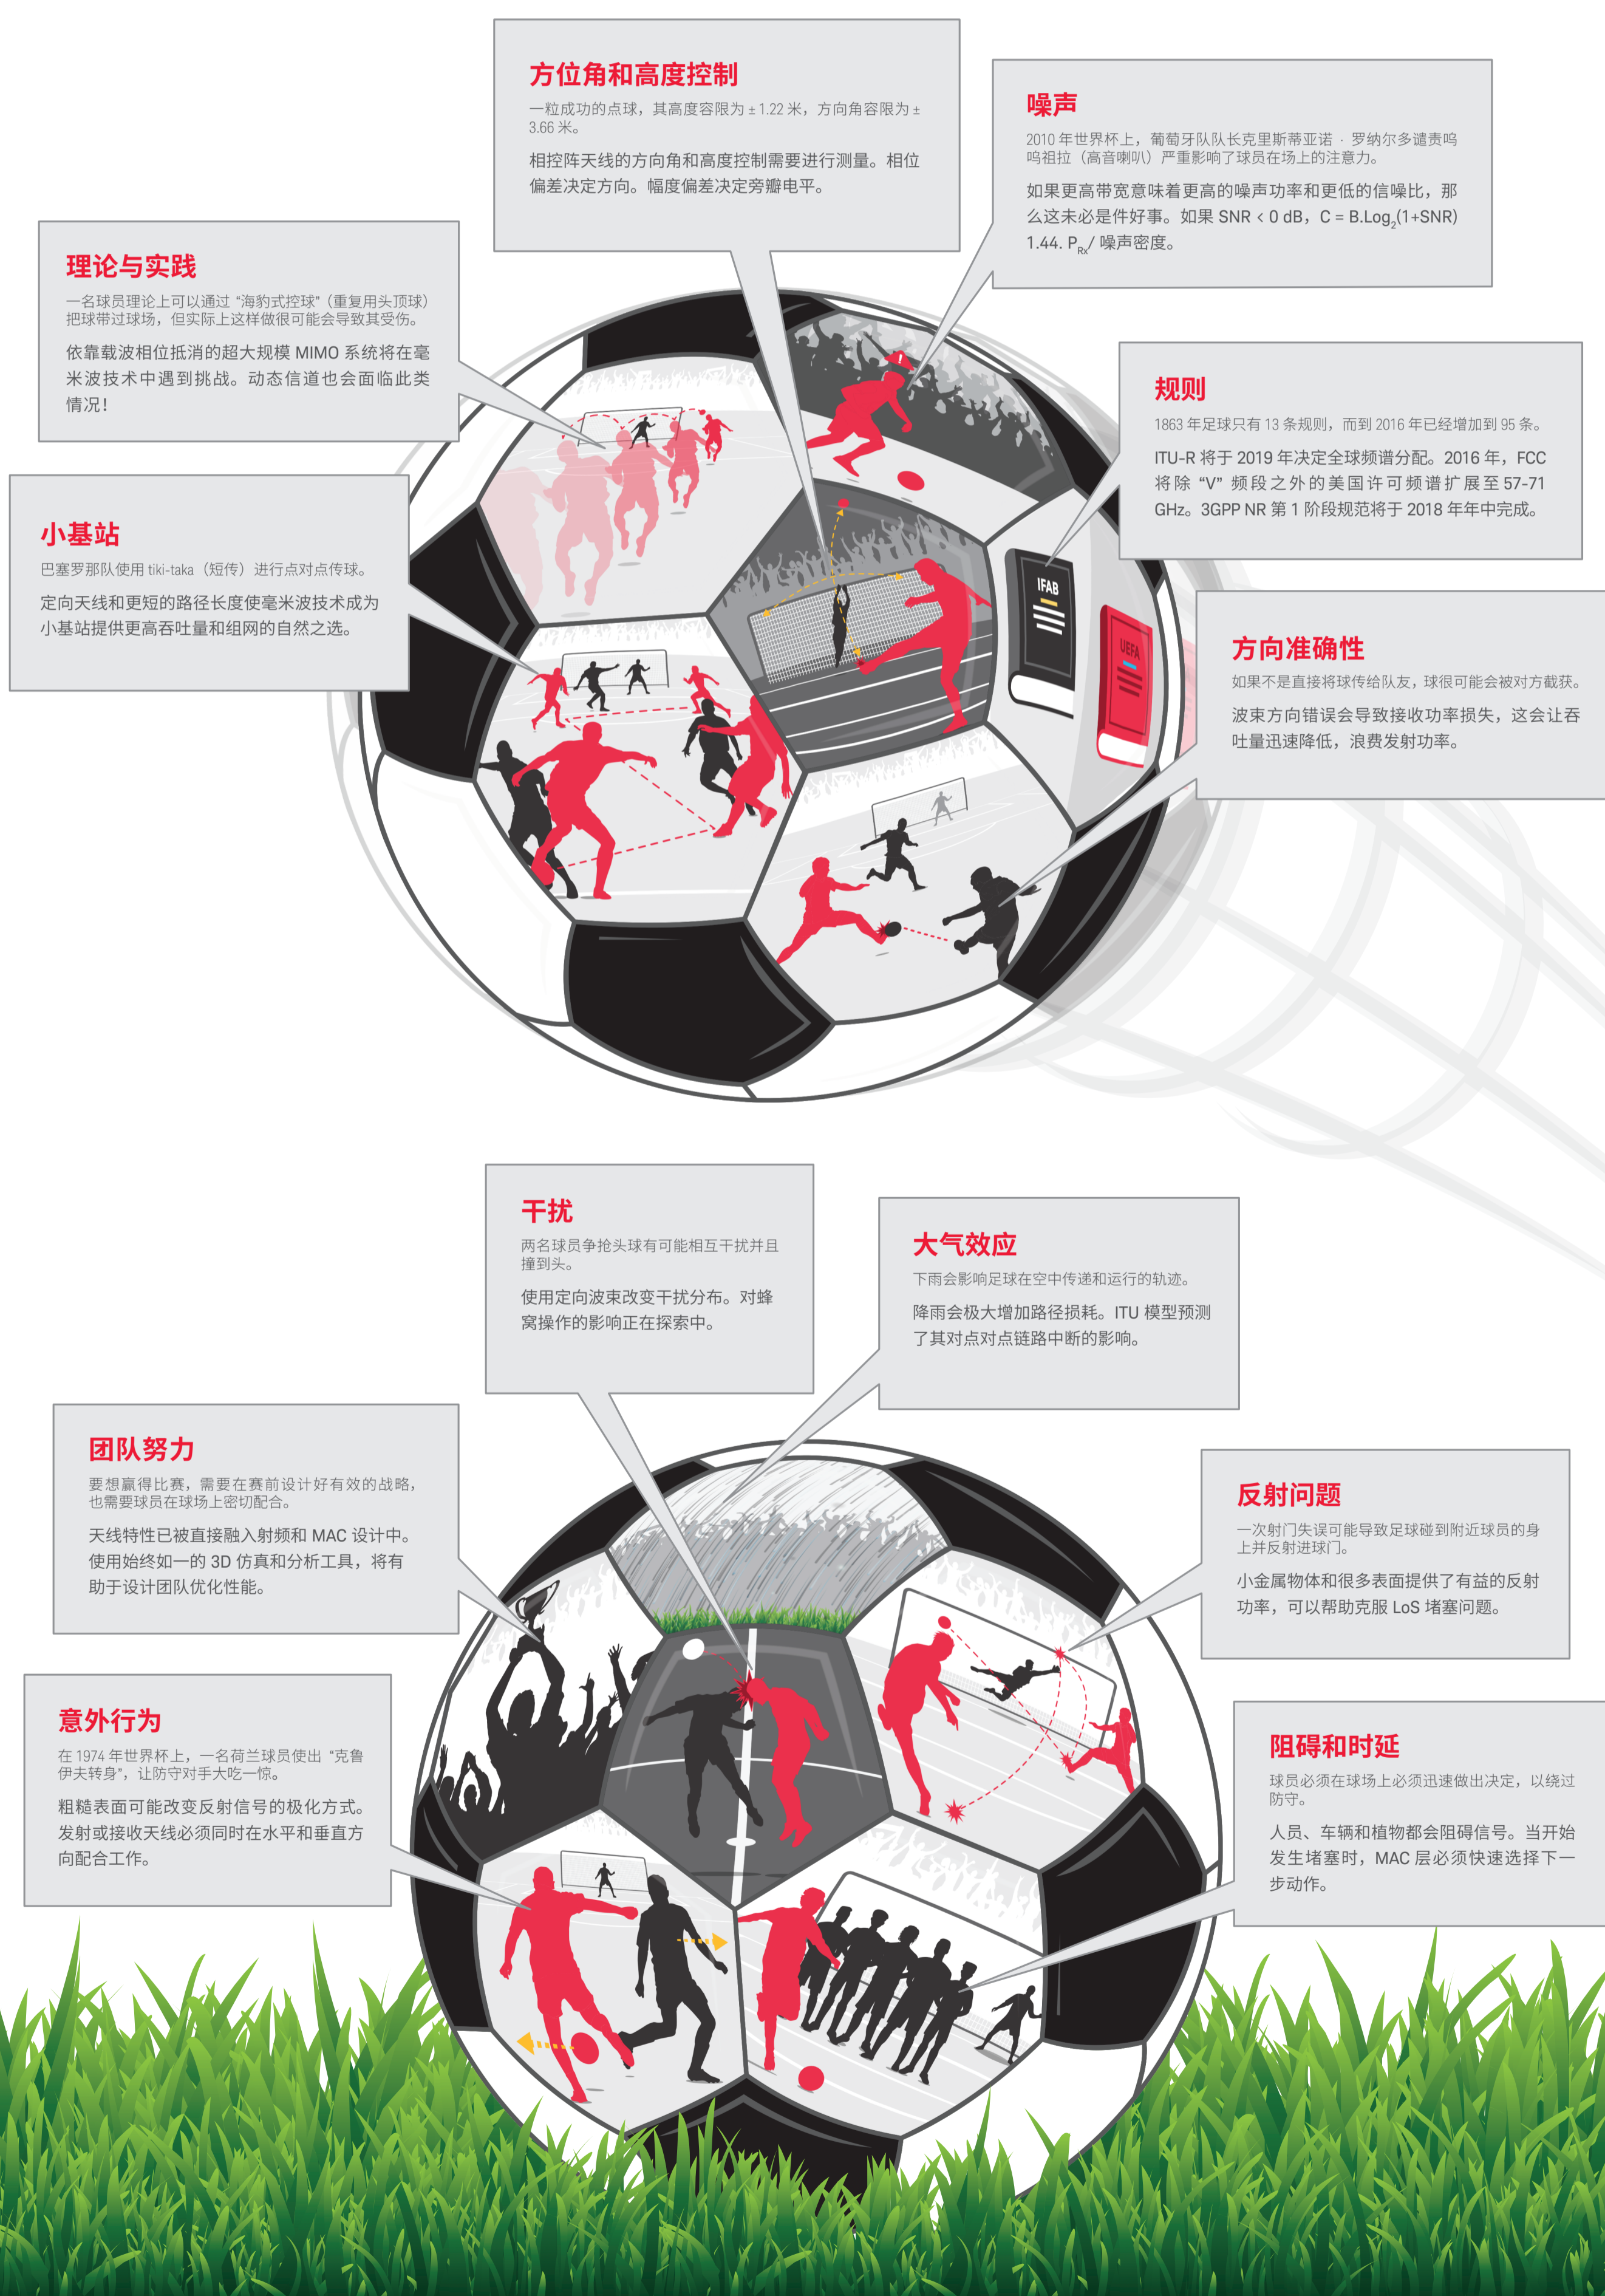 方位角和高度控制
一粒成功的点球，其高度容限为 ± 1.22 米，方向角容限为 ±
3.66 米。
相控阵天线的方向角和高度控制需要进行测量。相位
偏差决定方向。幅度偏差决定旁瓣电平。
噪声
2010 年世界杯上，葡萄牙队队长克里斯蒂亚诺 · 罗纳尔多谴责呜
呜祖拉（高音喇叭）严重影响了球员在场上的注意力。
如果更高带宽意味着更高的噪声功率和更低的信噪比，那
么这未必是件好事。如果 SNR < 0 dB，C = B.Log₂(1+SNR)
1.44. P_Rx/ 噪声密度。
理论与实践
一名球员理论上可以通过 “海豹式控球”（重复用头顶球）
把球带过球场，但实际上这样做很可能会导致其受伤。
依靠载波相位抵消的超大规模 MIMO 系统将在毫
米波技术中遇到挑战。动态信道也会面临此类
情况！
规则
1863 年足球只有 13 条规则，而到 2016 年已经增加到 95 条。
ITU-R 将于 2019 年决定全球频谱分配。2016 年，FCC
将除 “V” 频段之外的美国许可频谱扩展至 57-71
GHz。3GPP NR 第 1 阶段规范将于 2018 年年中完成。
小基站
巴塞罗那队使用 tiki-taka（短传）进行点对点传球。
定向天线和更短的路径长度使毫米波技术成为
小基站提供更高吞吐量和组网的自然之选。
IFAB
UEFA
方向准确性
如果不是直接将球传给队友，球很可能会被对方截获。
波束方向错误会导致接收功率损失，这会让吞
吐量迅速降低，浪费发射功率。
干扰
两名球员争抢头球有可能相互干扰并且
撞到头。
使用定向波束改变干扰分布。对蜂
窝操作的影响正在探索中。
大气效应
下雨会影响足球在空中传递和运行的轨迹。
降雨会极大增加路径损耗。ITU 模型预测
了其对点对点链路中断的影响。
团队努力
要想赢得比赛，需要在赛前设计好有效的战略，
也需要球员在球场上密切配合。
天线特性已被直接融入射频和 MAC 设计中。
使用始终如一的 3D 仿真和分析工具，将有
助于设计团队优化性能。
反射问题
一次射门失误可能导致足球碰到附近球员的身
上并反射进球门。
小金属物体和很多表面提供了有益的反射
功率，可以帮助克服 LoS 堵塞问题。
意外行为
在 1974 年世界杯上，一名荷兰球员使出 “克鲁
伊夫转身”，让防守对手大吃一惊。
粗糙表面可能改变反射信号的极化方式。
发射或接收天线必须同时在水平和垂直方
向配合工作。
阻碍和时延
球员必须在球场上必须迅速做出决定，以绕过
防守。
人员、车辆和植物都会阻碍信号。当开始
发生堵塞时，MAC 层必须快速选择下一
步动作。